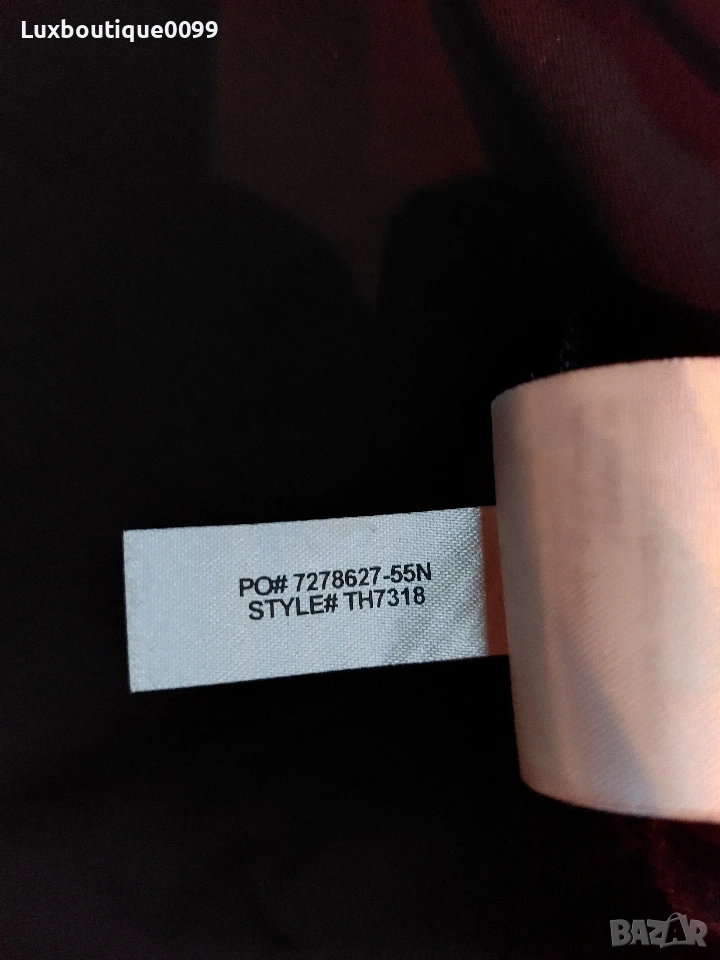 Luxboutique0099
PO# 7278627-55N
STYLE# TH7318
BAZAR